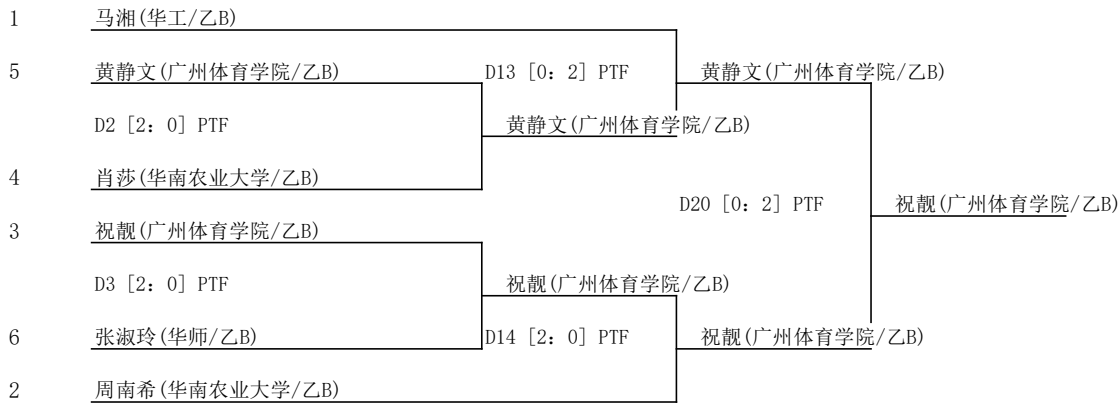 1 马湘(华工/乙B)
5 黄静文(广州体育学院/乙B) D13 [0: 2] PTF 黄静文(广州体育学院/乙B)
D2 [2: 0] PTF 黄静文(广州体育学院/乙B)
4 肖莎(华南农业大学/乙B)
D20 [0: 2] PTF 祝靓(广州体育学院/乙B)
3 祝靓(广州体育学院/乙B)
D3 [2: 0] PTF 祝靓(广州体育学院/乙B)
6 张淑玲(华师/乙B) D14 [2: 0] PTF 祝靓(广州体育学院/乙B)
2 周南希(华南农业大学/乙B)